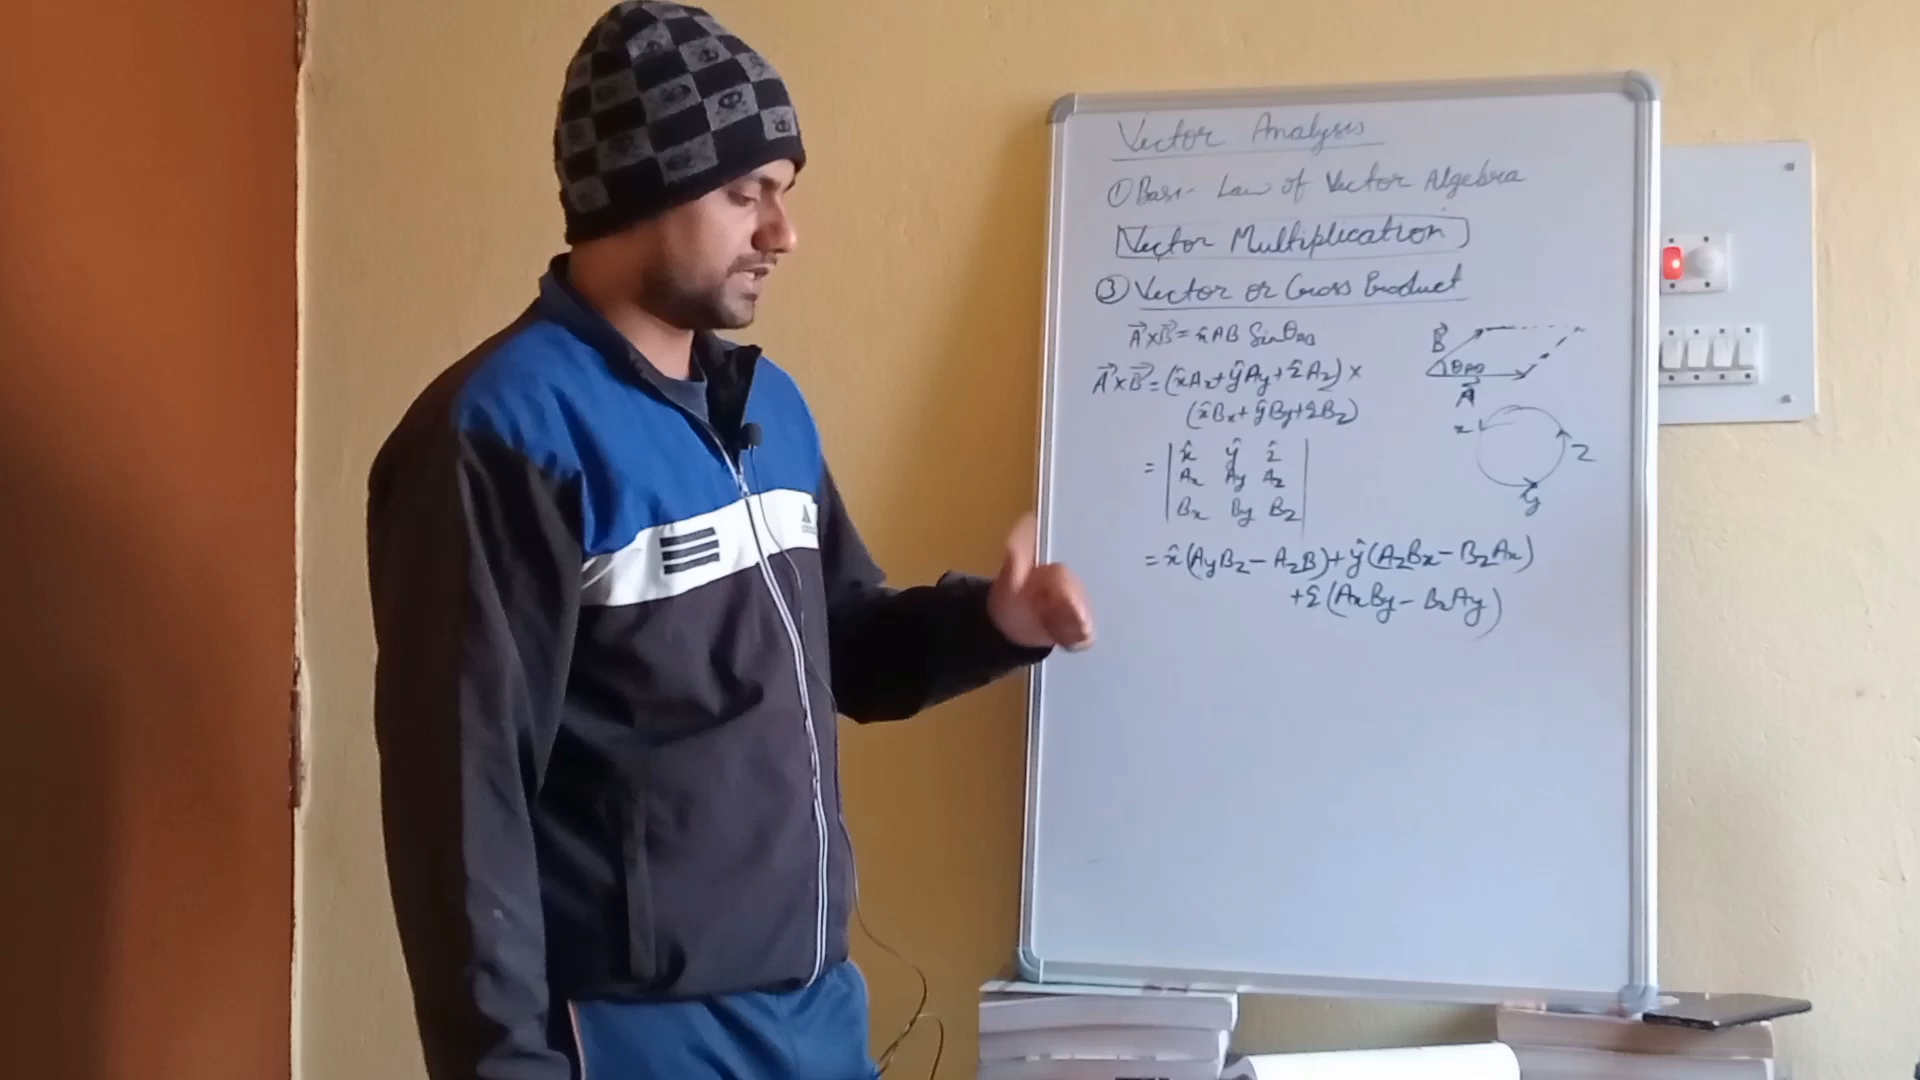 Vector Analysis
① Basic Law of Vector Algebra
Vector Multiplication
③ Vector or Cross Product
A⃗×B⃗ = n̂ AB Sinθ_AB
A⃗×B⃗ = (x̂Ax+ŷAy+ẑAz) ×
(x̂Bx+ŷBy+ẑBz)
= | x̂ ŷ ẑ |
| Ax Ay Az |
| Bx By Bz |
= x̂(AyBz − AzB) + ŷ(AzBx − BzAx)
+ẑ(AxBy − BxAy)
B⃗
θ_AB
A⃗
x
z
y